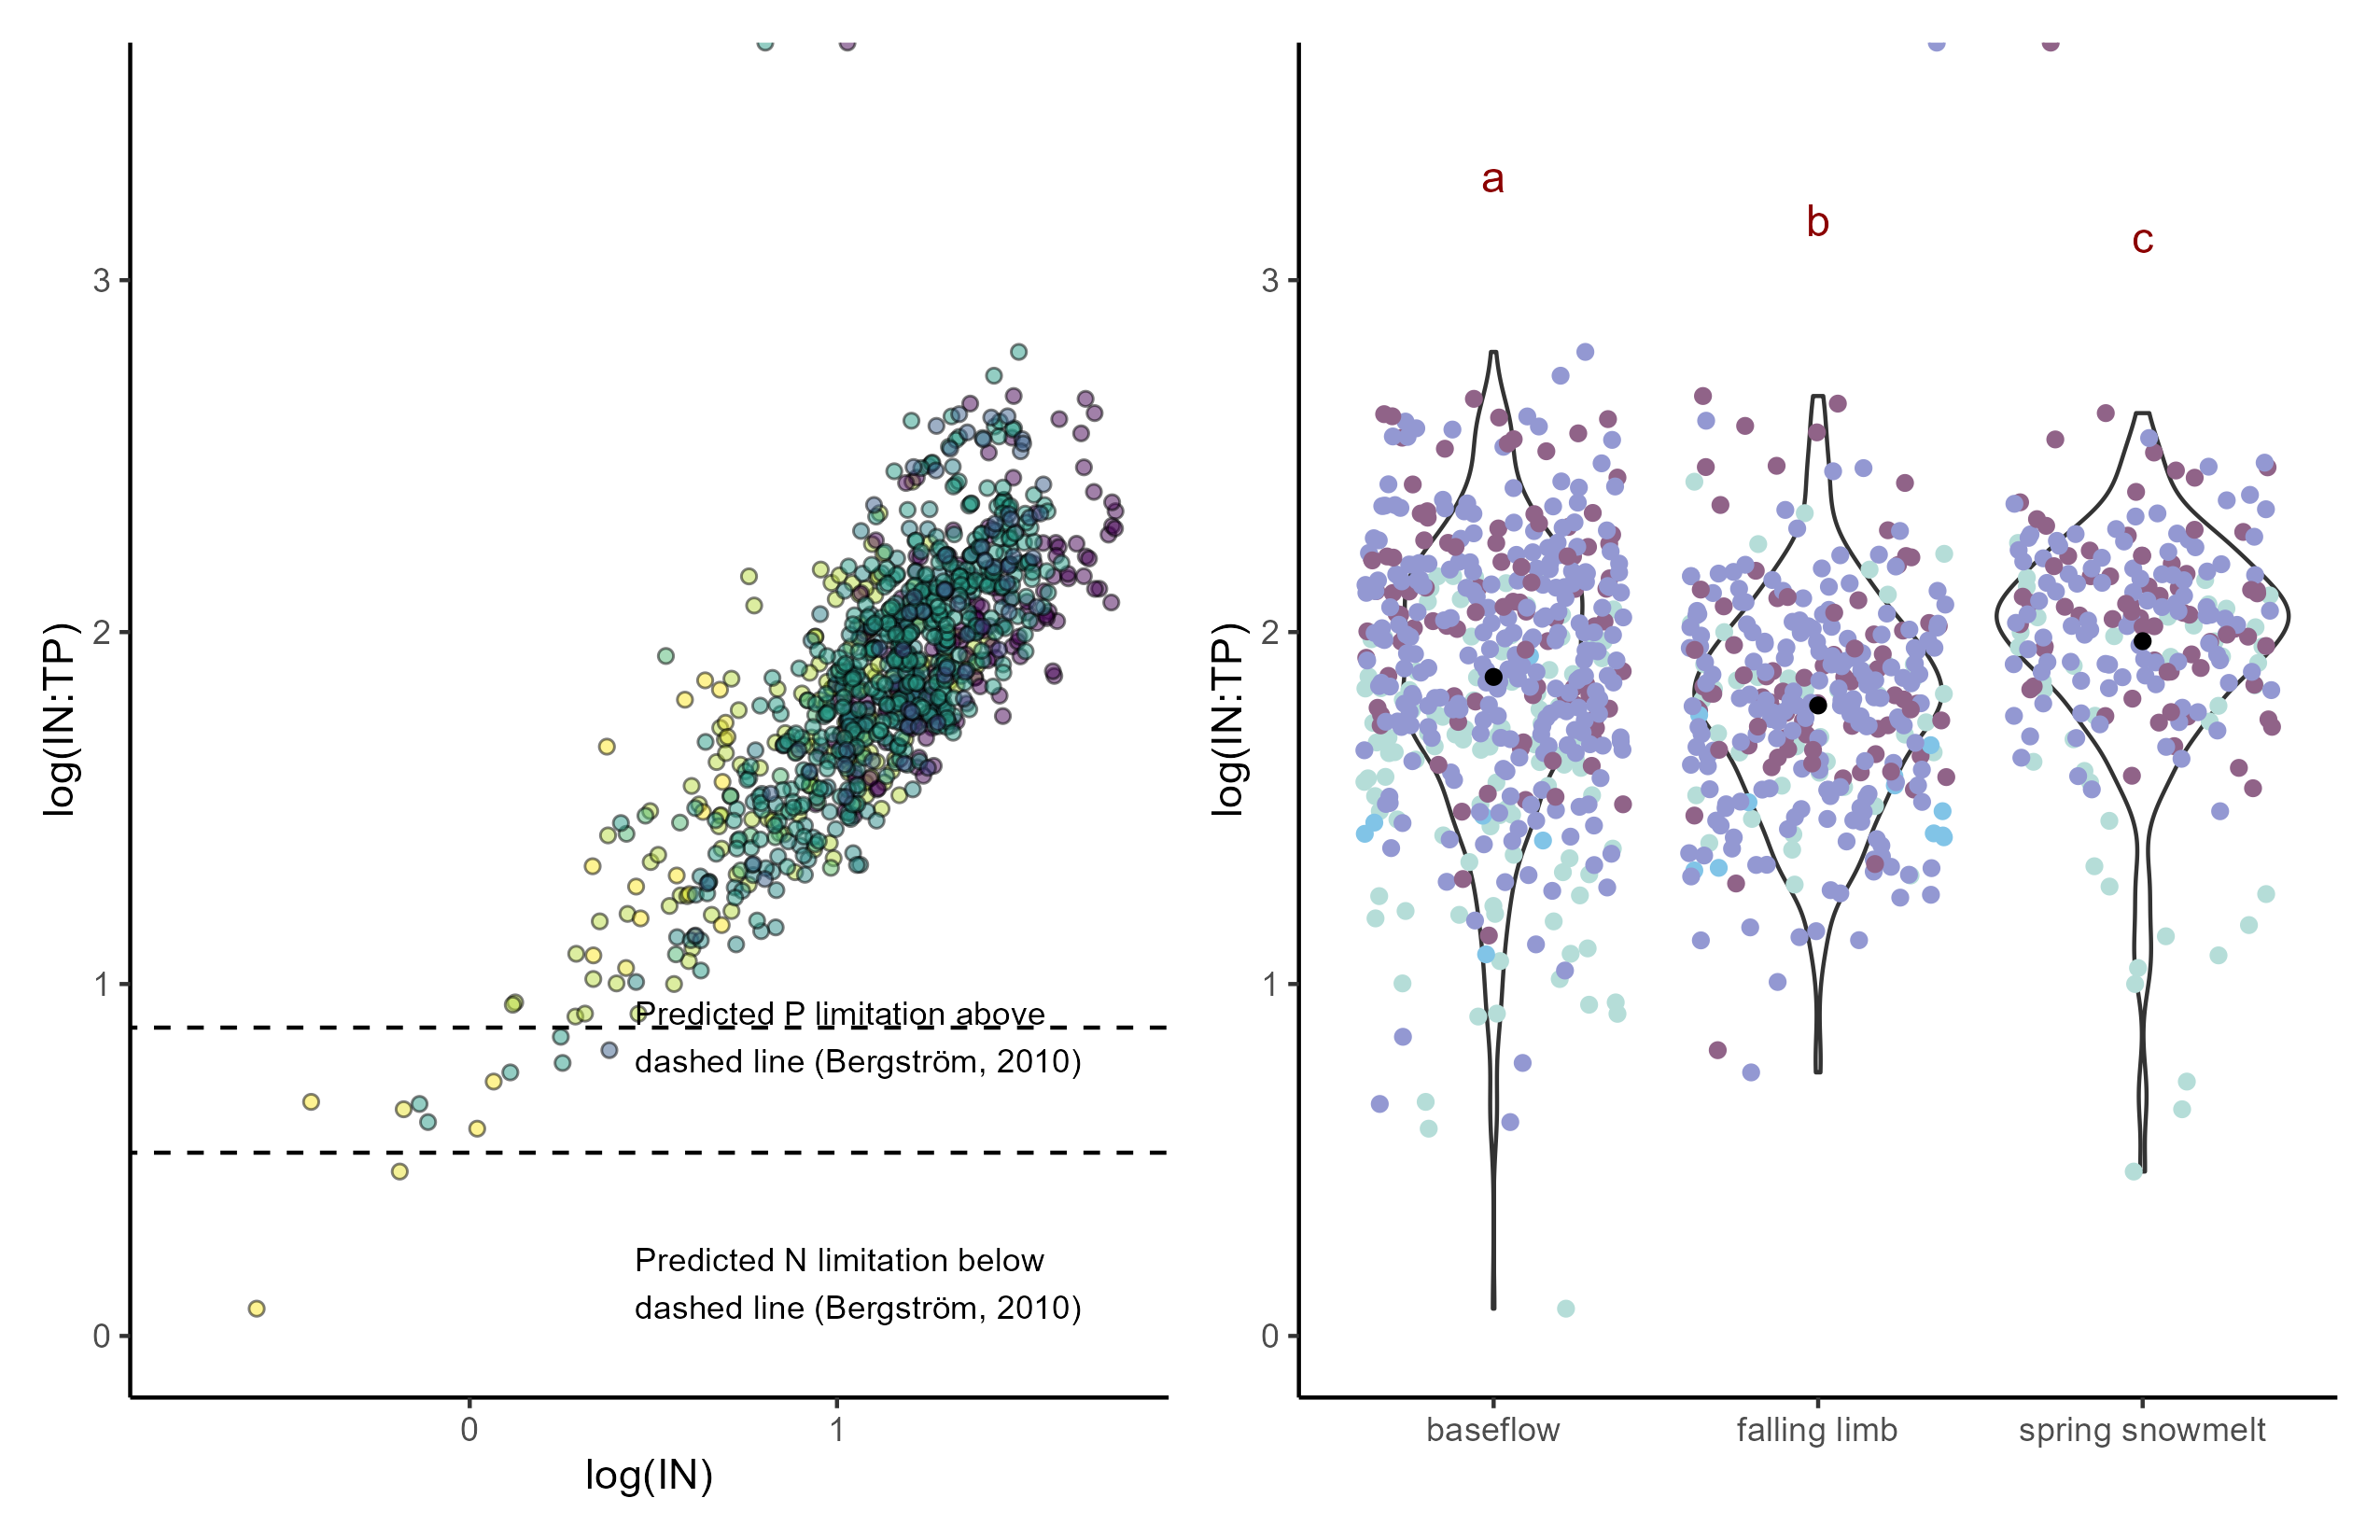 log(IN:TP)
3
2
1
0
Predicted P limitation above
dashed line (Bergström, 2010)
Predicted N limitation below
dashed line (Bergström, 2010)
0 1
log(IN)
log(IN:TP)
3
2
1
0
a
b
c
baseflow falling limb spring snowmelt